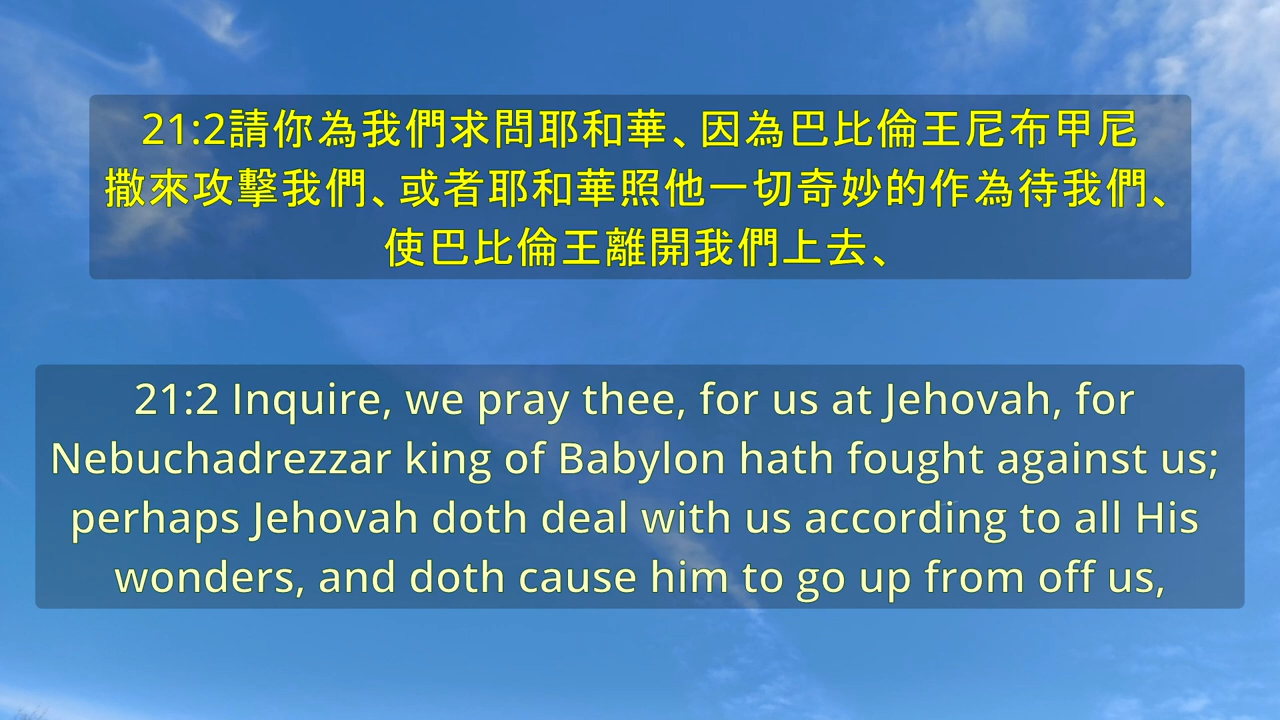 21:2請你為我們求問耶和華、因為巴比倫王尼布甲尼
撒來攻擊我們、或者耶和華照他一切奇妙的作為待我們、
使巴比倫王離開我們上去、
21:2 Inquire, we pray thee, for us at Jehovah, for
Nebuchadrezzar king of Babylon hath fought against us;
perhaps Jehovah doth deal with us according to all His
wonders, and doth cause him to go up from off us,